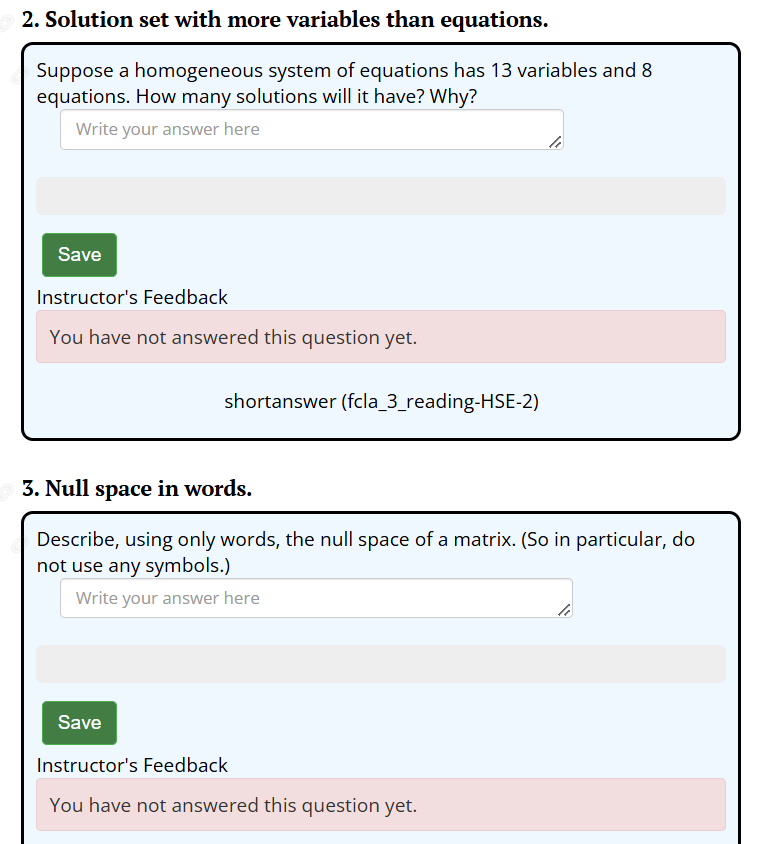 2. Solution set with more variables than equations.
Suppose a homogeneous system of equations has 13 variables and 8
equations. How many solutions will it have? Why?
Write your answer here
Save
Instructor's Feedback
You have not answered this question yet.
shortanswer (fcla_3_reading-HSE-2)
3. Null space in words.
Describe, using only words, the null space of a matrix. (So in particular, do
not use any symbols.)
Write your answer here
Save
Instructor's Feedback
You have not answered this question yet.